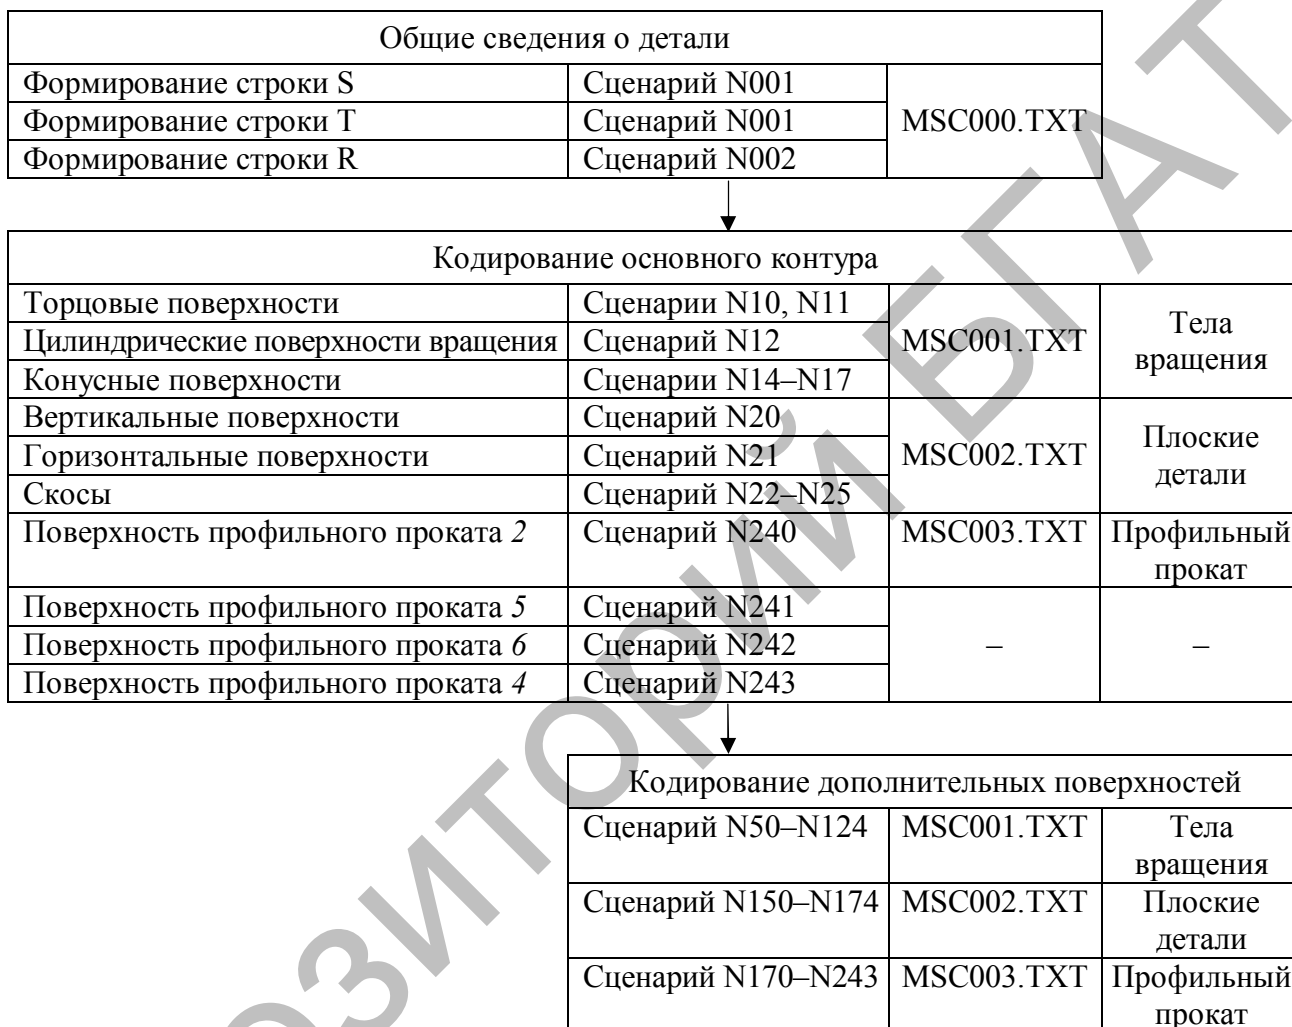 Общие сведения о детали
Формирование строки S Сценарий N001
Формирование строки T Сценарий N001 MSC000.TXT
Формирование строки R Сценарий N002
Кодирование основного контура
Торцовые поверхности Сценарии N10, N11
Цилиндрические поверхности вращения Сценарий N12 MSC001.TXT Тела вращения
Конусные поверхности Сценарии N14–N17
Вертикальные поверхности Сценарий N20
Горизонтальные поверхности Сценарий N21 MSC002.TXT Плоские детали
Скосы Сценарий N22–N25
Поверхность профильного проката 2 Сценарий N240 MSC003.TXT Профильный
прокат
Поверхность профильного проката 5 Сценарий N241
Поверхность профильного проката 6 Сценарий N242 – –
Поверхность профильного проката 4 Сценарий N243
Кодирование дополнительных поверхностей
Сценарий N50–N124 MSC001.TXT Тела
вращения
Сценарий N150–N174 MSC002.TXT Плоские
детали
Сценарий N170–N243 MSC003.TXT Профильный
прокат
озиторий БГАТ